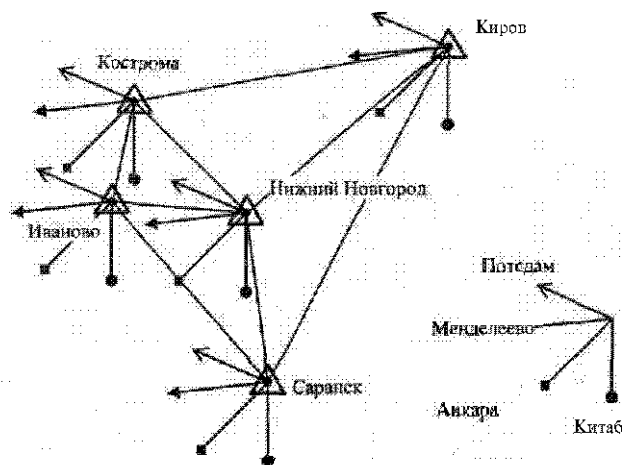 Киров
Кострома
Нижний Новгород
Иваново
Потсдам
Менделеево
Саранск
Анкара
Китаб